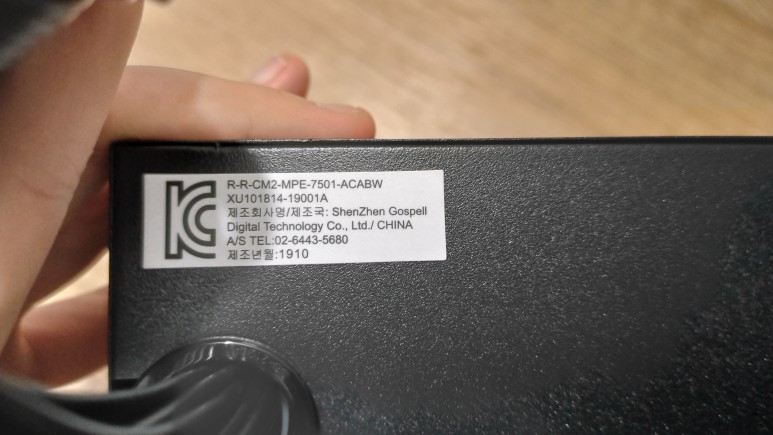 R-R-CM2-MPE-7501-ACABW
XU101814-19001A
제조회사명/제조국: ShenZhen Gospell
Digital Technology Co., Ltd./ CHINA
A/S TEL:02-6443-5680
제조년월:1910